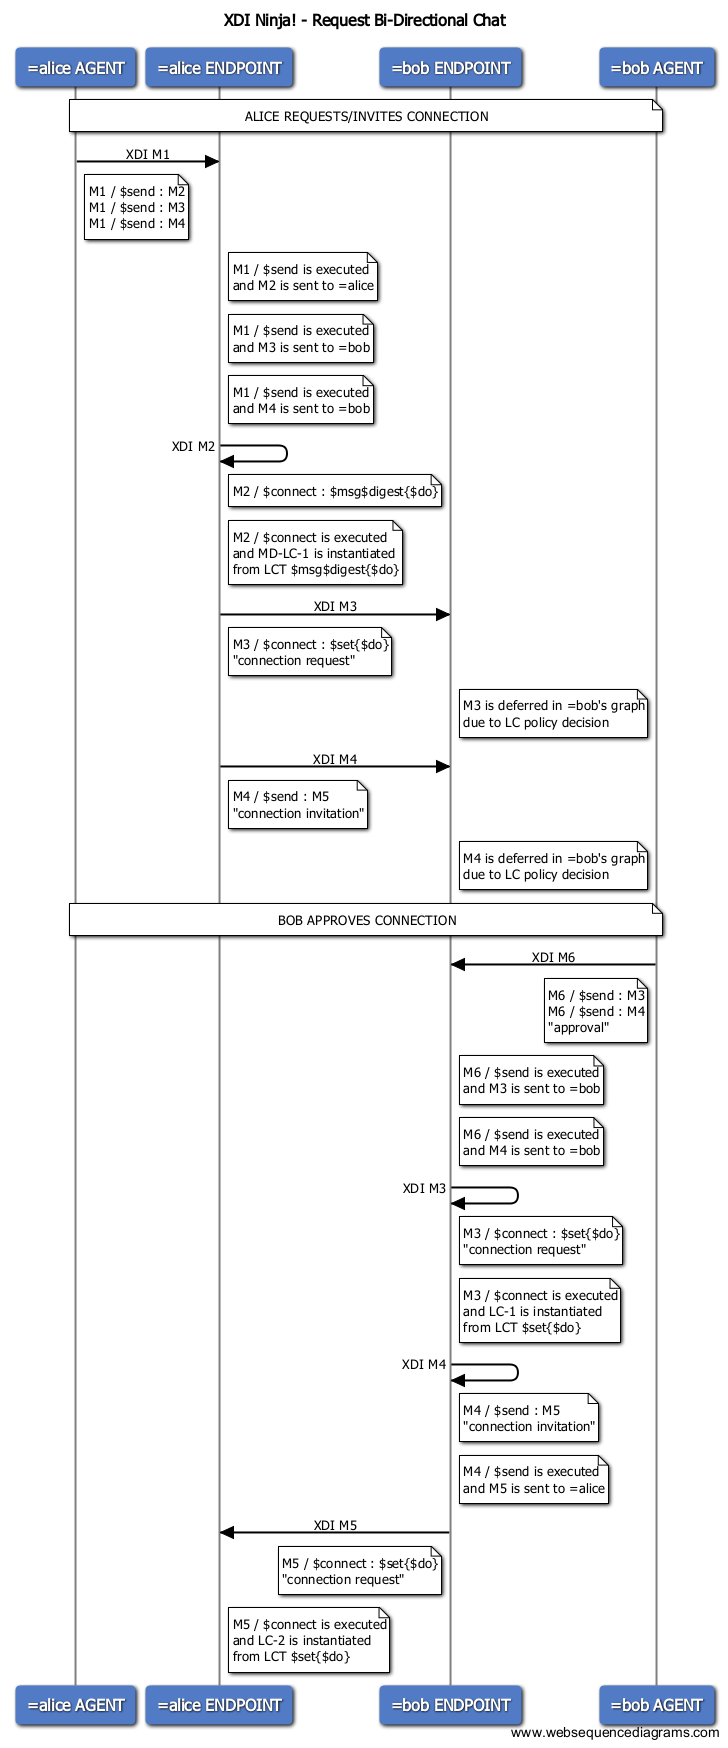 XDI Ninja! - Request Bi-Directional Chat
=alice AGENT
=alice ENDPOINT
=bob ENDPOINT
=bob AGENT
ALICE REQUESTS/INVITES CONNECTION
XDI M1
M1 / $send : M2
M1 / $send : M3
M1 / $send : M4
M1 / $send is executed
and M2 is sent to =alice
M1 / $send is executed
and M3 is sent to =bob
M1 / $send is executed
and M4 is sent to =bob
XDI M2
M2 / $connect : $msg$digest{$do}
M2 / $connect is executed
and MD-LC-1 is instantiated
from LCT $msg$digest{$do}
XDI M3
M3 / $connect : $set{$do}
"connection request"
M3 is deferred in =bob's graph
due to LC policy decision
XDI M4
M4 / $send : M5
"connection invitation"
M4 is deferred in =bob's graph
due to LC policy decision
BOB APPROVES CONNECTION
XDI M6
M6 / $send : M3
M6 / $send : M4
"approval"
M6 / $send is executed
and M3 is sent to =bob
M6 / $send is executed
and M4 is sent to =bob
XDI M3
M3 / $connect : $set{$do}
"connection request"
M3 / $connect is executed
and LC-1 is instantiated
from LCT $set{$do}
XDI M4
M4 / $send : M5
"connection invitation"
M4 / $send is executed
and M5 is sent to =alice
XDI M5
M5 / $connect : $set{$do}
"connection request"
M5 / $connect is executed
and LC-2 is instantiated
from LCT $set{$do}
=alice AGENT
=alice ENDPOINT
=bob ENDPOINT
=bob AGENT
www.websequencediagrams.com